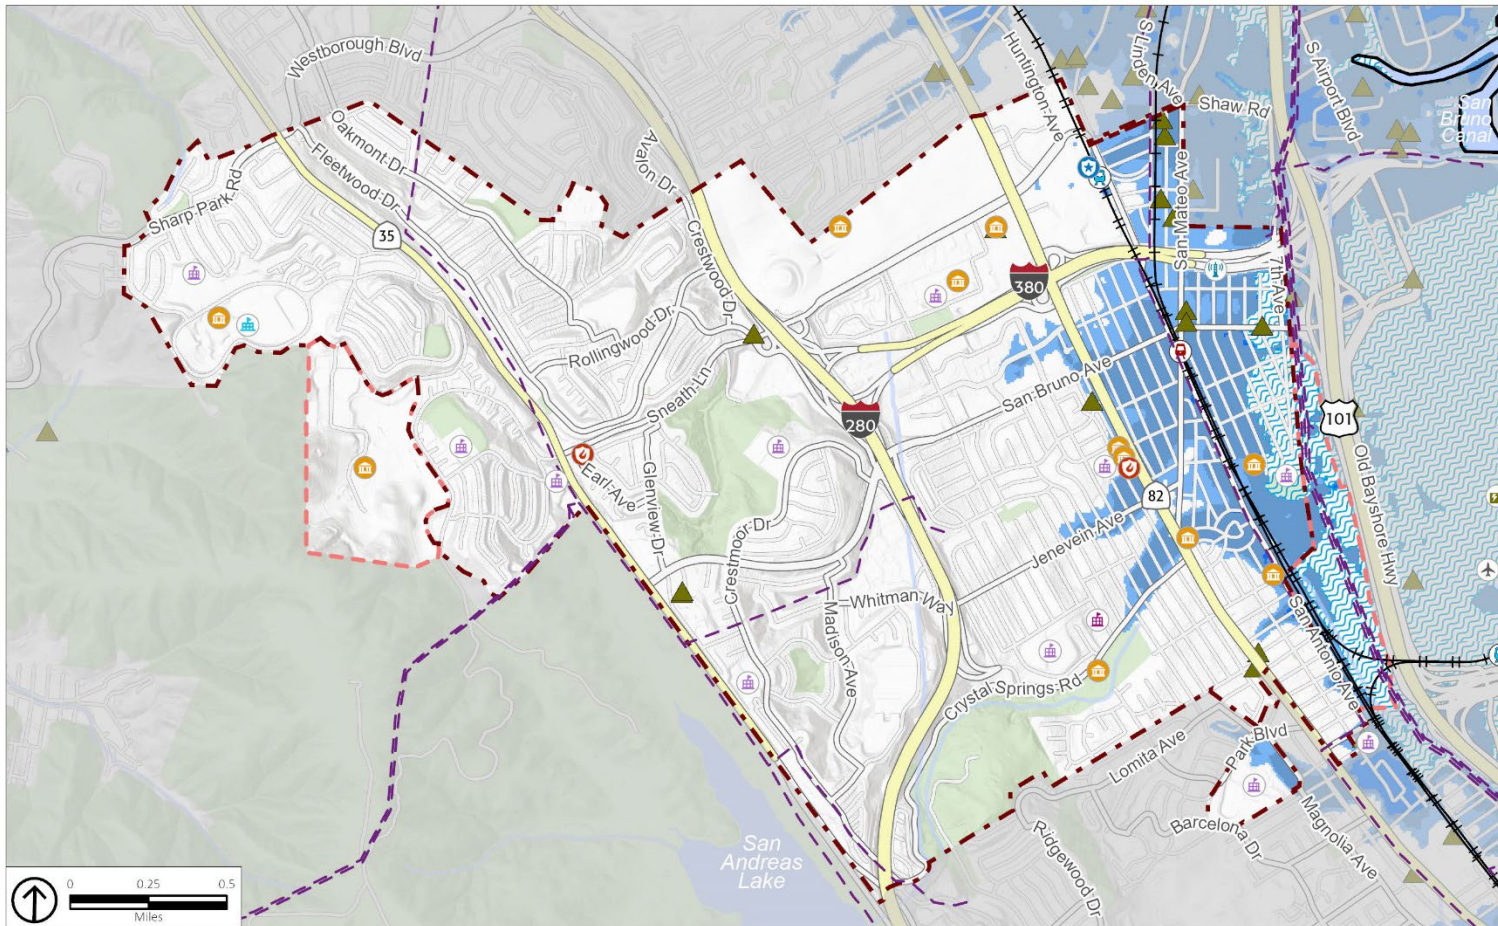 Westborough Blvd
Huntington Ave
S Linden Ave
Shaw Rd
S Airport Blvd
San
Bruno
Canal
Oakmont Dr
Fleetwood Dr
Avalon Dr
Sharp Park Rd
35
Crestwood Dr
San Mateo Ave
7th Ave
380
Rollingwood Dr
Sneath Ln
280
San Bruno Ave
101
Old Bayshore Hwy
Earl Ave
Glenview Dr
82
Crestmoor Dr
Jenevein Ave
Whitman Way
Madison Ave
San Antonio Ave
Crystal Springs Rd
Lomita Ave
Park Blvd
Magnolia Ave
Barcelona Dr
Ridgewood Dr
San
Andreas
Lake
0 0.25 0.5
Miles